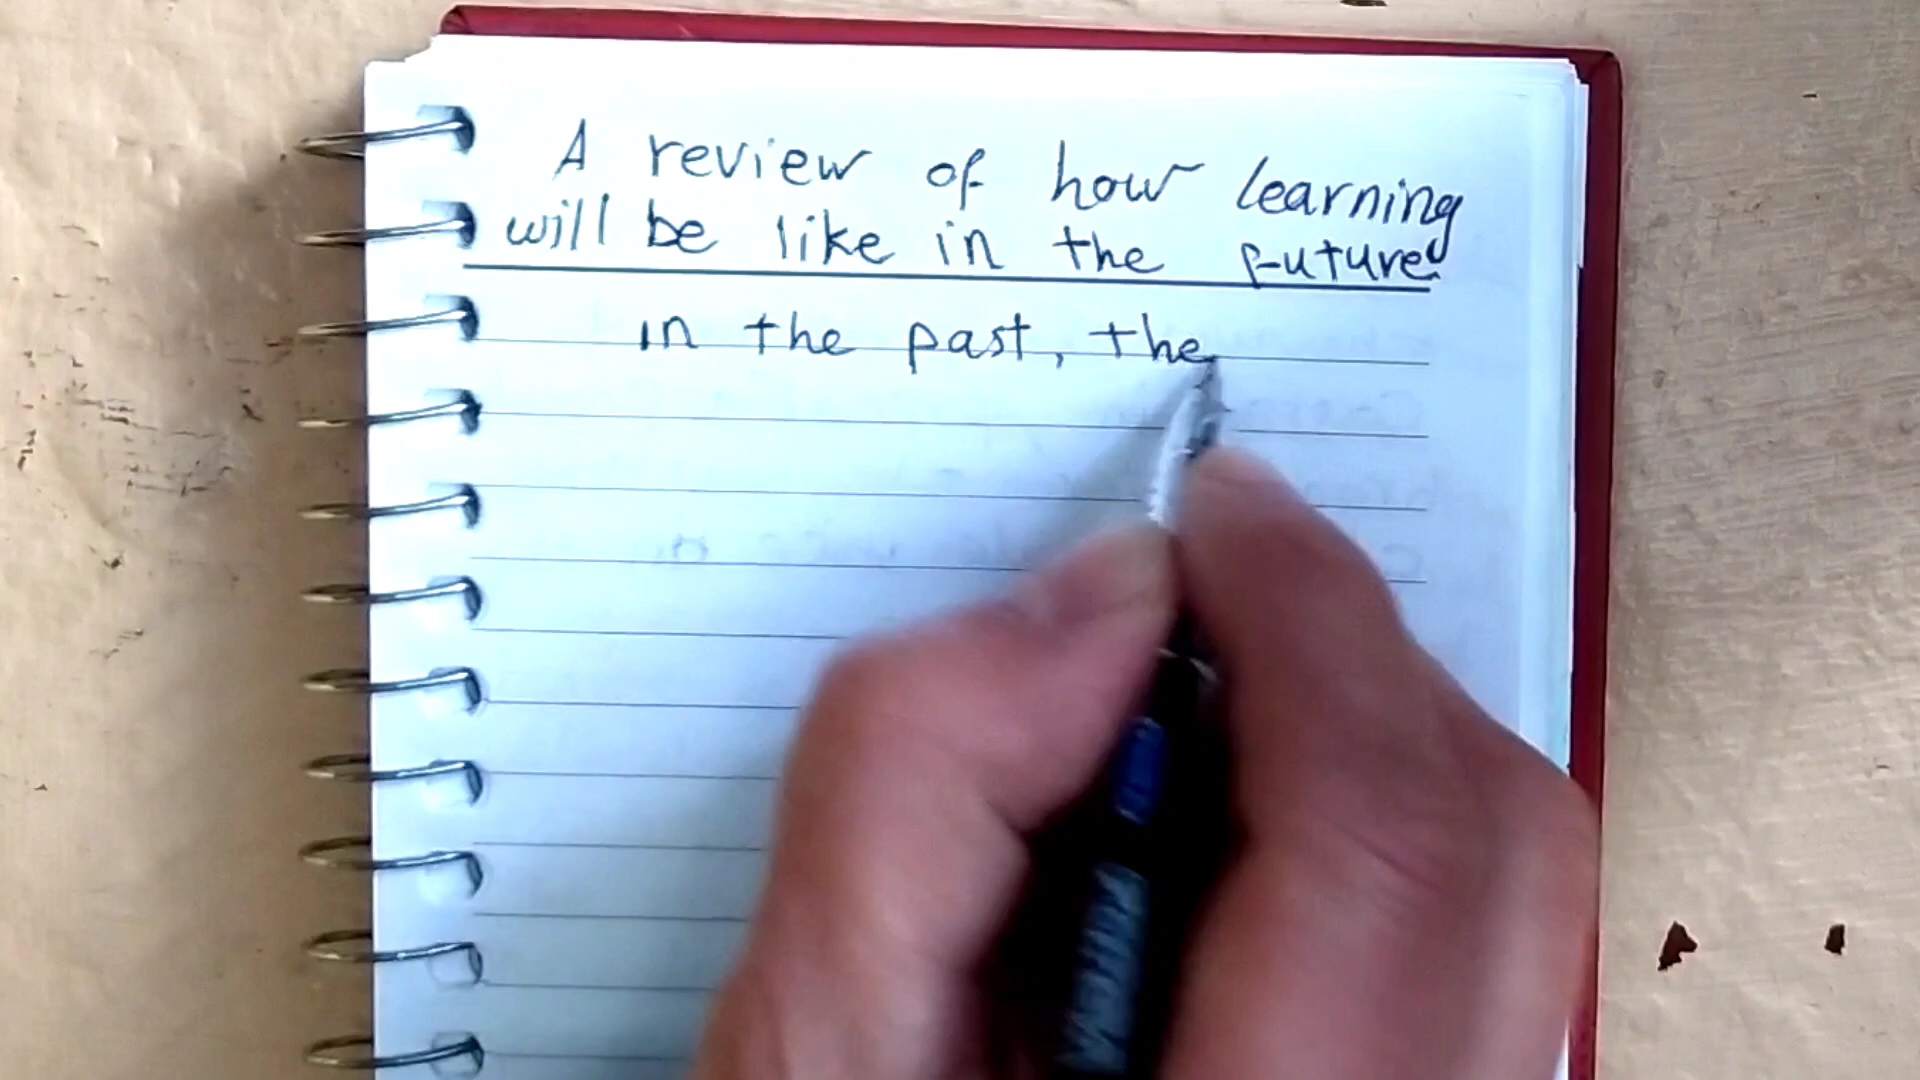 A review of how learning
will be like in the future
in the past, the